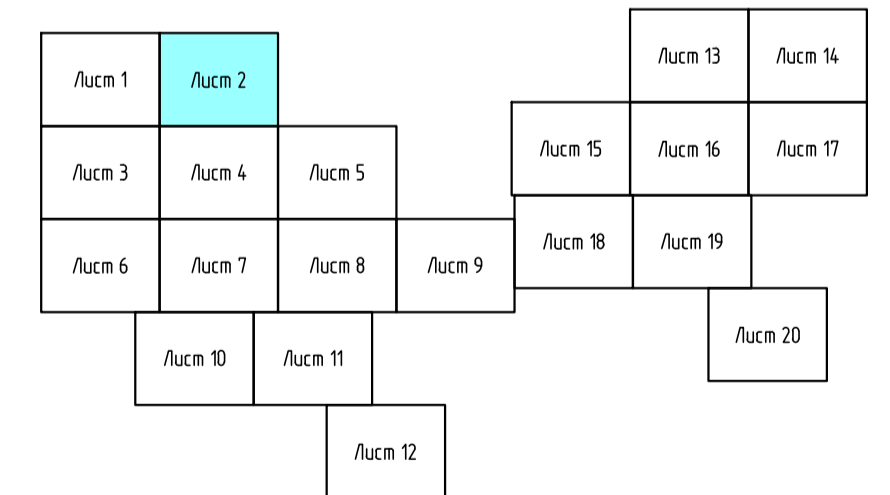 Лист 1
Лист 2
Лист 3
Лист 4
Лист 5
Лист 6
Лист 7
Лист 8
Лист 9
Лист 10
Лист 11
Лист 12
Лист 13
Лист 14
Лист 15
Лист 16
Лист 17
Лист 18
Лист 19
Лист 20